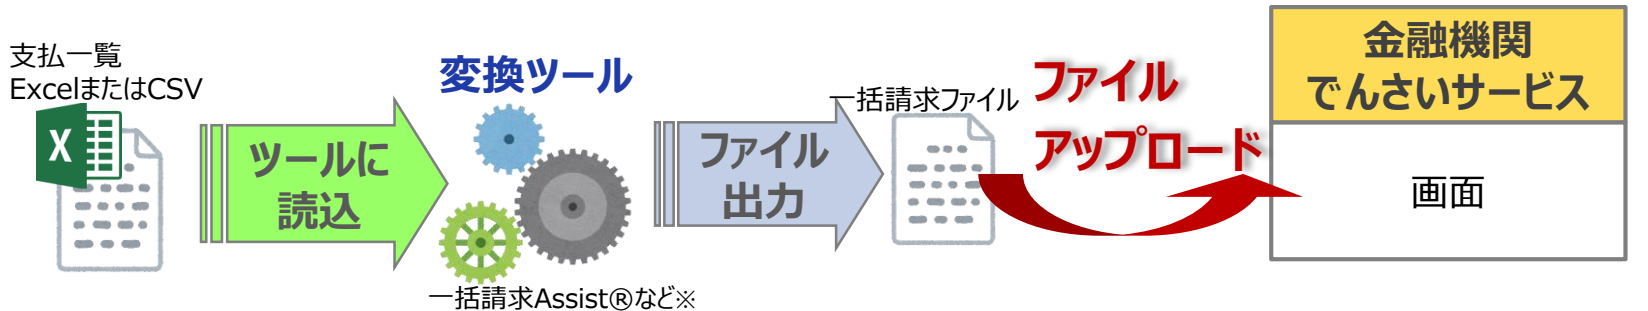 支払一覧
ExcelまたはCSV
X
ツールに
読込
変換ツール
一括請求Assist®など※
ファイル
出力
一括請求ファイル
ファイル
アップロード
金融機関
でんさいサービス
画面